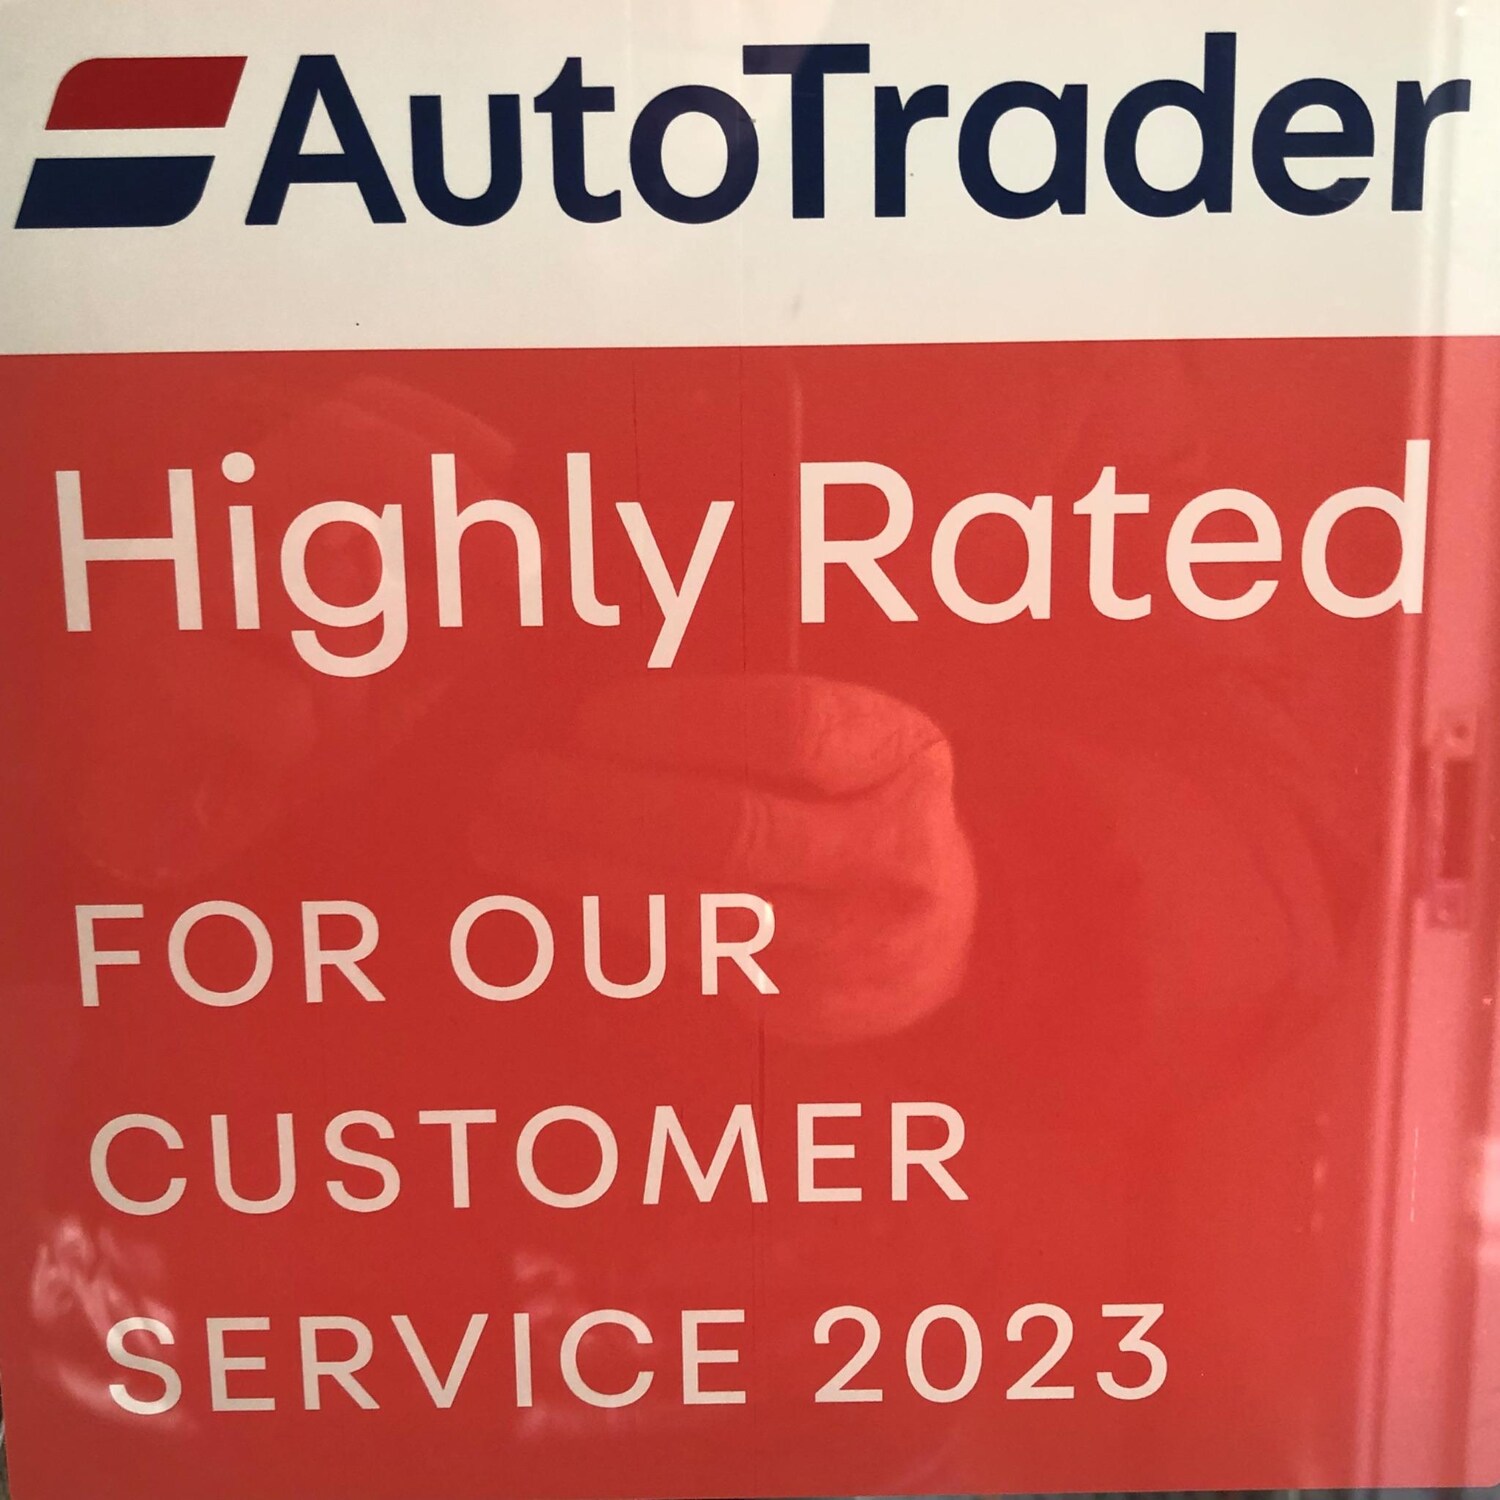 AutoTrader
Highly Rated
FOR OUR
CUSTOMER
SERVICE 2023